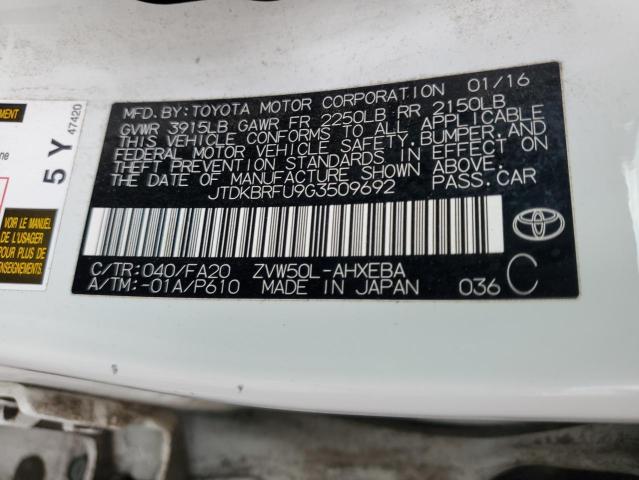 MFD. BY: TOYOTA MOTOR CORPORATION 01/16
GVWR 3915LB GAWR FR 2250LB RR 2150LB
THIS VEHICLE CONFORMS TO ALL APPLICABLE
FEDERAL MOTOR VEHICLE SAFETY, BUMPER, AND
THEFT PREVENTION STANDARDS IN EFFECT ON
THE DATE OF MANUFACTURE SHOWN ABOVE.
JTDKBRFU9G3509692 PASS. CAR
C/TR: 040/FA20 ZVW50L-AHXEBA
A/TM: -01A/P610 MADE IN JAPAN 036 C
5 Y
47420
VOIR LE MANUEL
DE L'USAGER